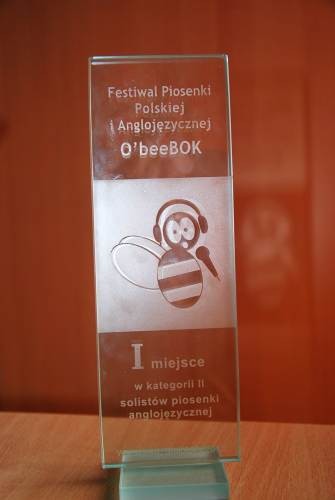 Festiwal Piosenki
Polskiej
i Anglojęzycznej
O'beeBOK
I miejsce
w kategorii II
solistów piosenki
anglojęzycznej